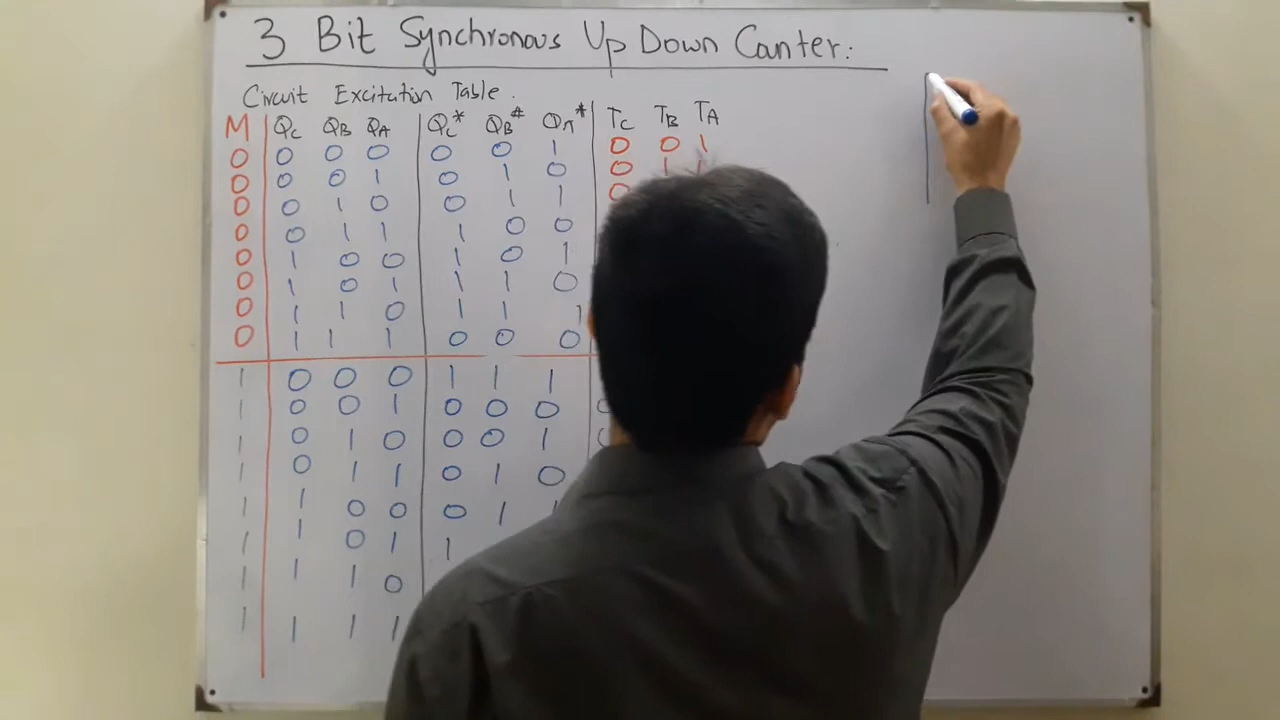 3 Bit Synchronous Up Down Canter:
Circuit Excitation Table.
M QC QB QA QC* QB* QA* TC TB TA
0 0 0 0 0 0 1 0 0 1
0 0 0 1 0 1 0 0 1 1
0 0 1 0 0 1 1 0
0 0 1 1 1 0 0
0 1 0 0 1 0 1
0 1 0 1 1 1 0
0 1 1 0 1 1 1
0 1 1 1 0 0 0
1 0 0 0 1 1 1
1 0 0 1 0 0 0 0
1 0 1 0 0 0 1 0
1 0 1 1 0 1 0
1 1 0 0 0 1 1
1 1 0 1 1
1 1 1 0
1 1 1 1